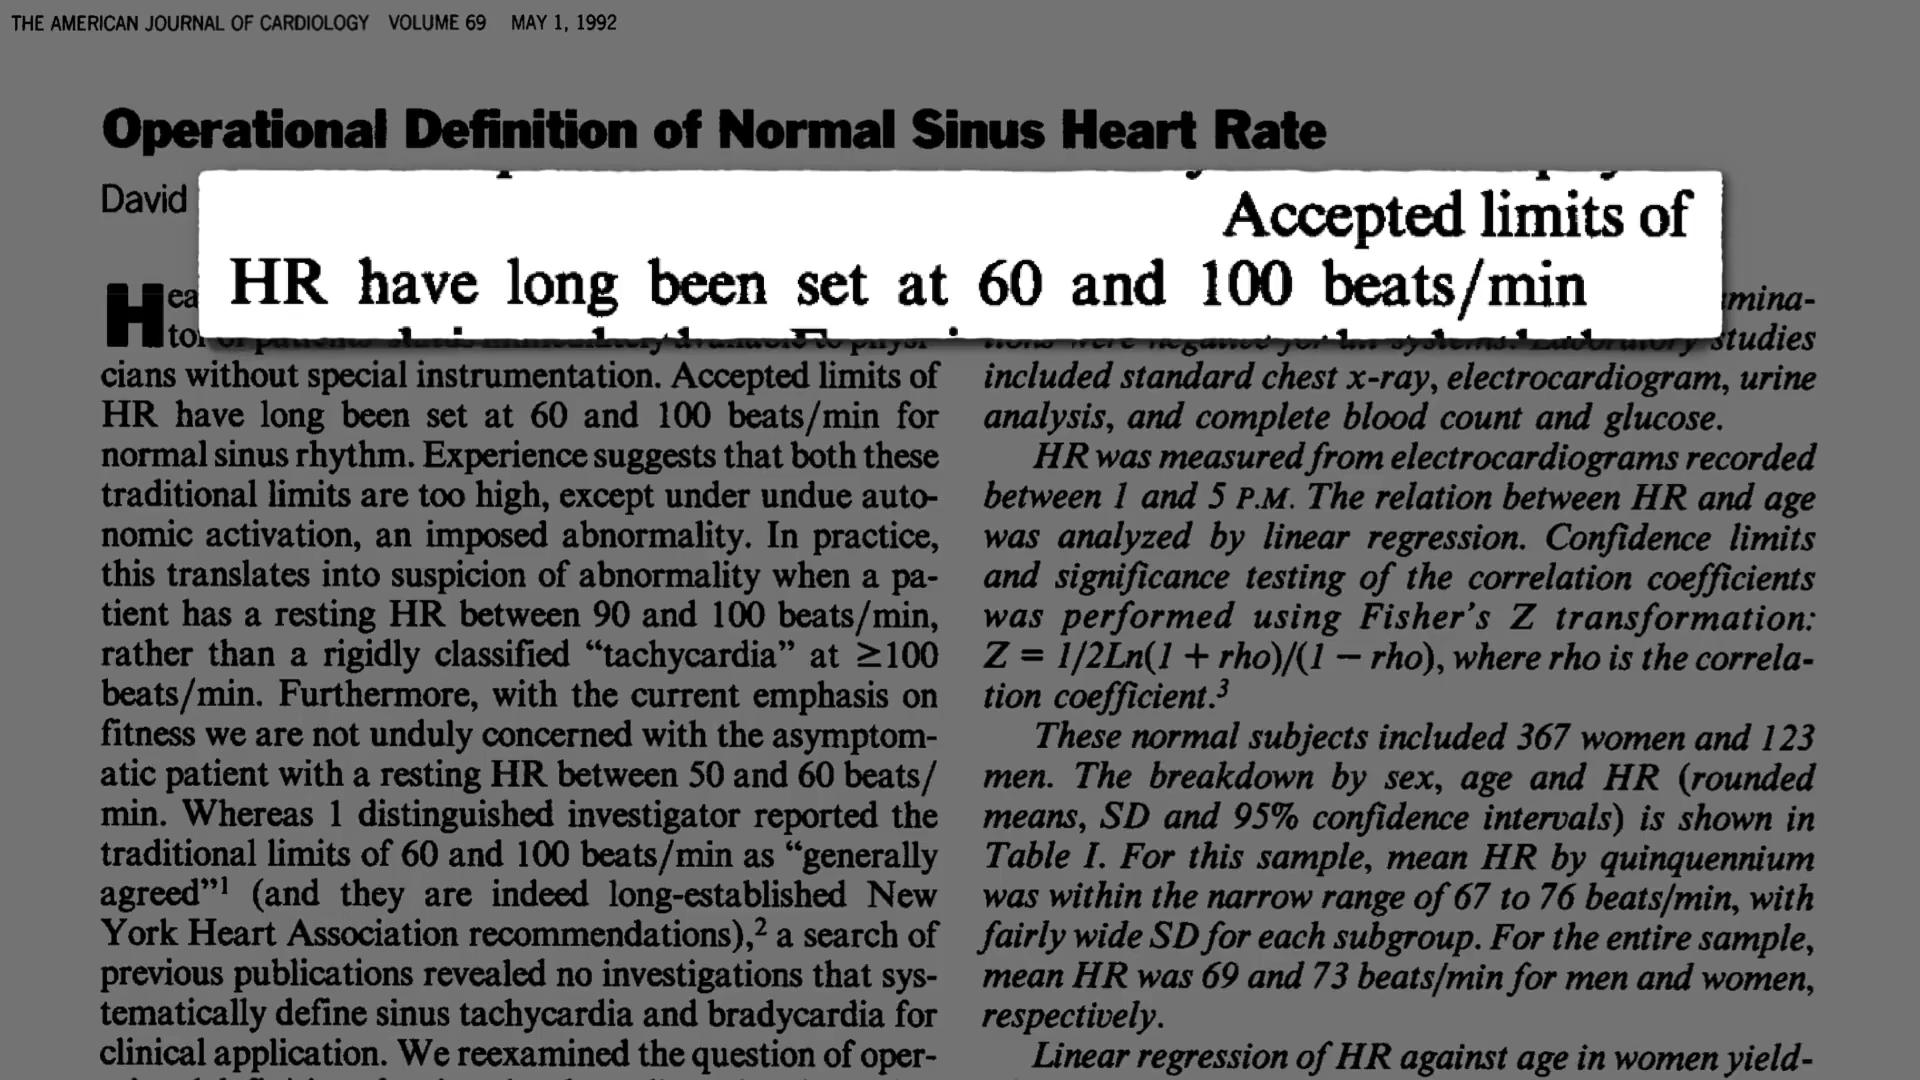 THE AMERICAN JOURNAL OF CARDIOLOGY VOLUME 69 MAY 1, 1992
Operational Definition of Normal Sinus Heart Rate
David
Accepted limits of
HR have long been set at 60 and 100 beats/min
Hea
tor
cians without special instrumentation. Accepted limits of
HR have long been set at 60 and 100 beats/min for
normal sinus rhythm. Experience suggests that both these
traditional limits are too high, except under undue auto-
nomic activation, an imposed abnormality. In practice,
this translates into suspicion of abnormality when a pa-
tient has a resting HR between 90 and 100 beats/min,
rather than a rigidly classified “tachycardia” at ≥100
beats/min. Furthermore, with the current emphasis on
fitness we are not unduly concerned with the asymptom-
atic patient with a resting HR between 50 and 60 beats/
min. Whereas 1 distinguished investigator reported the
traditional limits of 60 and 100 beats/min as “generally
agreed”¹ (and they are indeed long-established New
York Heart Association recommendations),² a search of
previous publications revealed no investigations that sys-
tematically define sinus tachycardia and bradycardia for
clinical application. We reexamined the question of oper-
mina-
studies
included standard chest x-ray, electrocardiogram, urine
analysis, and complete blood count and glucose.
HR was measured from electrocardiograms recorded
between 1 and 5 P.M. The relation between HR and age
was analyzed by linear regression. Confidence limits
and significance testing of the correlation coefficients
was performed using Fisher's Z transformation:
Z = 1/2Ln(1 + rho)/(1 − rho), where rho is the correla-
tion coefficient.³
These normal subjects included 367 women and 123
men. The breakdown by sex, age and HR (rounded
means, SD and 95% confidence intervals) is shown in
Table I. For this sample, mean HR by quinquennium
was within the narrow range of 67 to 76 beats/min, with
fairly wide SD for each subgroup. For the entire sample,
mean HR was 69 and 73 beats/min for men and women,
respectively.
Linear regression of HR against age in women yield-